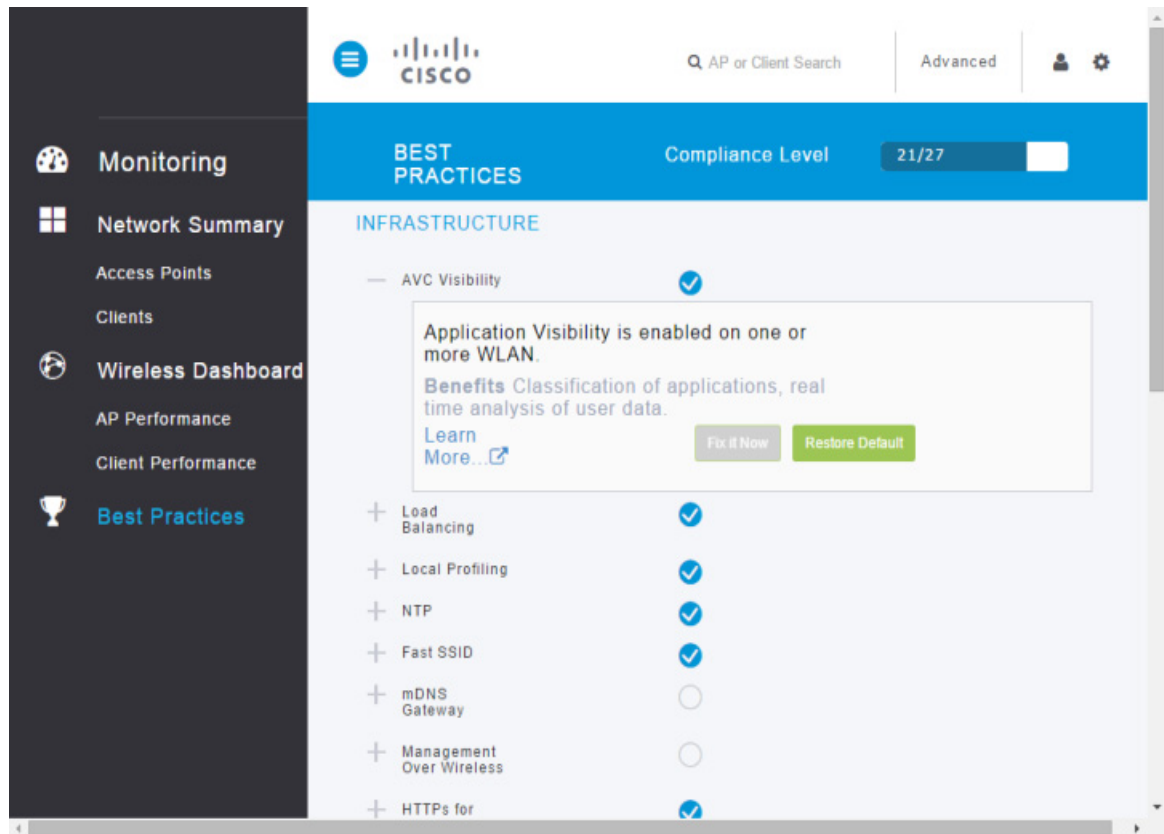 CISCO
AP or Client Search
Advanced
Monitoring
Network Summary
Access Points
Clients
Wireless Dashboard
AP Performance
Client Performance
Best Practices
BEST
PRACTICES
Compliance Level
21/27
INFRASTRUCTURE
AVC Visibility
Application Visibility is enabled on one or
more WLAN.
Benefits Classification of applications, real
time analysis of user data.
Learn
More...
Fix it Now
Restore Default
Load
Balancing
Local Profiling
NTP
Fast SSID
mDNS
Gateway
Management
Over Wireless
HTTPs for